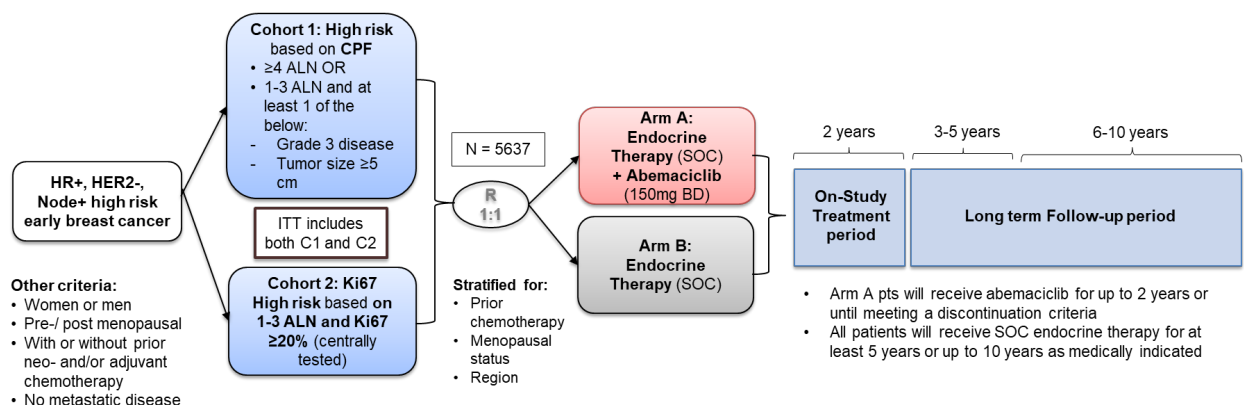 HR+, HER2-,
Node+ high risk
early breast cancer
Other criteria:
• Women or men
• Pre-/ post menopausal
• With or without prior
neo- and/or adjuvant
chemotherapy
• No metastatic disease
Cohort 1: High risk
based on CPF
• ≥4 ALN OR
• 1-3 ALN and at
least 1 of the
below:
- Grade 3 disease
- Tumor size ≥5
cm
ITT includes
both C1 and C2
Cohort 2: Ki67
High risk based on
1-3 ALN and Ki67
≥20% (centrally
tested)
N = 5637
R
1:1
Stratified for:
• Prior
chemotherapy
• Menopausal
status
• Region
Arm A:
Endocrine
Therapy (SOC)
+ Abemaciclib
(150mg BD)
Arm B:
Endocrine
Therapy (SOC)
2 years
3-5 years
6-10 years
On-Study
Treatment
period
Long term Follow-up period
• Arm A pts will receive abemaciclib for up to 2 years or
until meeting a discontinuation criteria
• All patients will receive SOC endocrine therapy for at
least 5 years or up to 10 years as medically indicated